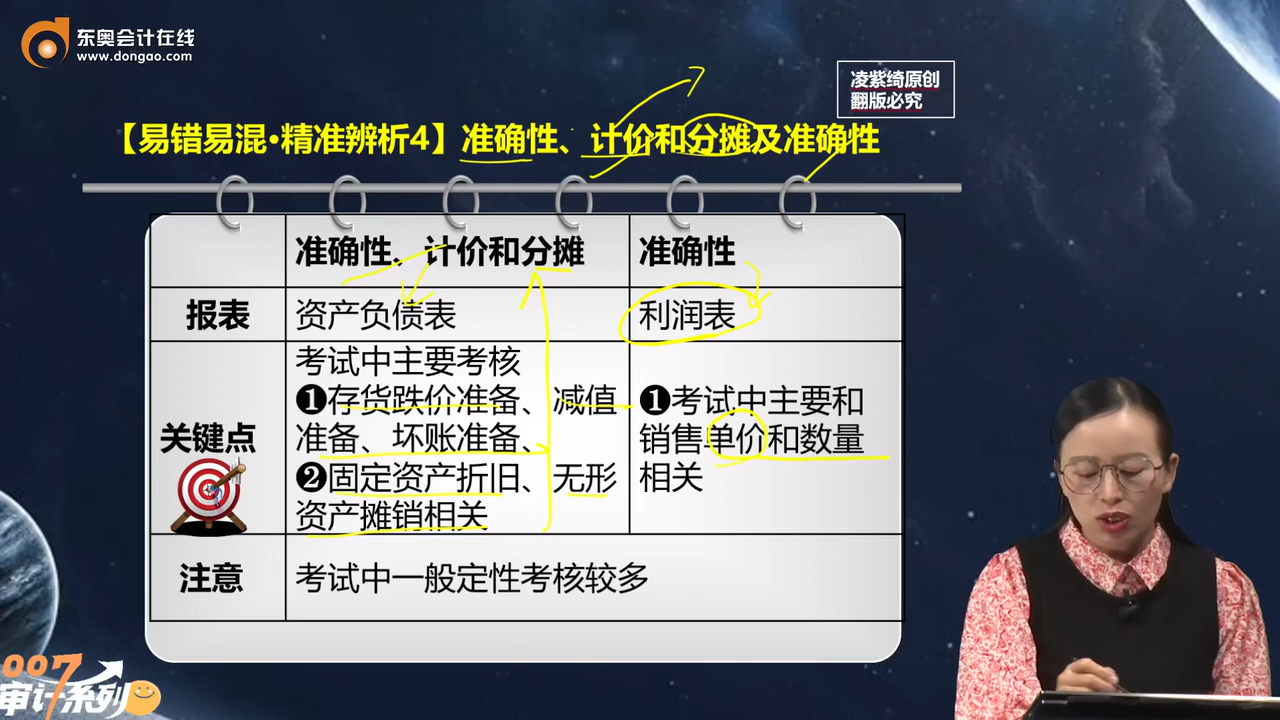 东奥会计在线
www.dongao.com
凌紫绮原创
翻版必究
【易错易混•精准辨析4】准确性、计价和分摊及准确性
准确性、计价和分摊
准确性
报表
资产负债表
利润表
关键点
考试中主要考核
❶存货跌价准备、减值
准备、坏账准备、
❷固定资产折旧、无形
资产摊销相关
❶考试中主要和
销售单价和数量
相关
注意
考试中一般定性考核较多
007
审计系列